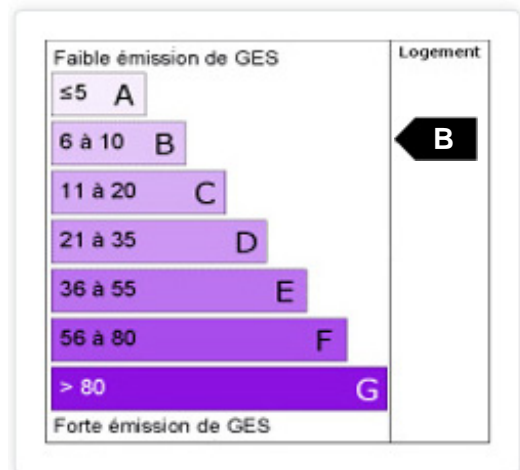 Faible émission de GES
Logement
≤5 A
6 à 10 B
B
11 à 20 C
21 à 35 D
36 à 55 E
56 à 80 F
> 80 G
Forte émission de GES